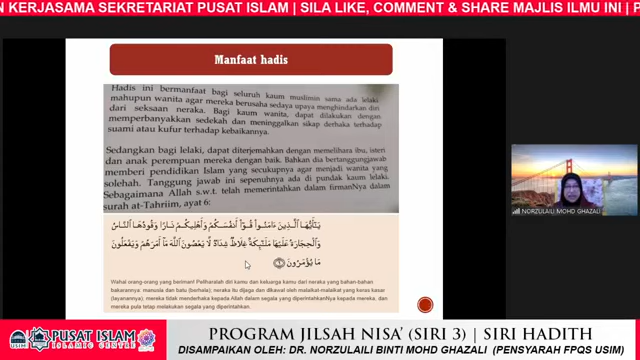 N KERJASAMA SEKRETARIAT PUSAT ISLAM | SILA LIKE, COMMENT & SHARE MAJLIS ILMU INI | P
Manfaat hadis
Hadis ini bermanfaat bagi seluruh kaum muslimin sama ada lelaki
mahupun wanita agar mereka berusaha sedaya upaya menghindarkan diri
dari seksaan neraka. Bagi kaum wanita, dapat dilakukan dengan
memperbanyakkan sedekah dan meninggalkan sikap derhaka terhadap
suami atau kufur terhadap kebaikannya.
Sedangkan bagi lelaki, dapat diterjemahkan dengan memelihara ibu, isteri
dan anak perempuan mereka dengan baik. Bahkan dia bertanggungjawab
memberi pendidikan Islam yang secukupnya agar menjadi wanita yang
solehah. Tanggung jawab ini sepenuhnya ada di pundak kaum lelaki.
Sebagaimana Allah s.w.t. telah memerintahkan dalam firmanNya dalam
surah at-Tahriim, ayat 6:
يَٰٓأَيُّهَا ٱلَّذِينَ ءَامَنُوا۟ قُوٓا۟ أَنفُسَكُمْ وَأَهْلِيكُمْ نَارًا وَقُودُهَا ٱلنَّاسُ
وَٱلْحِجَارَةُ عَلَيْهَا مَلَٰٓئِكَةٌ غِلَاظٌ شِدَادٌ لَّا يَعْصُونَ ٱللَّهَ مَآ أَمَرَهُمْ وَيَفْعَلُونَ
مَا يُؤْمَرُونَ ٦
Wahai orang-orang yang beriman! Peliharalah diri kamu dan keluarga kamu dari neraka yang bahan-bahan
bakarannya: manusia dan batu (berhala); neraka itu dijaga dan dikawal oleh malaikat-malaikat yang keras kasar
(layanannya); mereka tidak menderhaka kepada Allah dalam segala yang diperintahkanNya kepada mereka, dan
mereka pula tetap melakukan segala yang diperintahkan.
NORZULAILI MOHD GHAZALI
USIM
PUSAT ISLAM
ISLAMIC CENTRE
PROGRAM JILSAH NISA' (SIRI 3) | SIRI HADITH
DISAMPAIKAN OLEH: DR. NORZULAILI BINTI MOHD GHAZALI (PENSYARAH FPQS USIM)